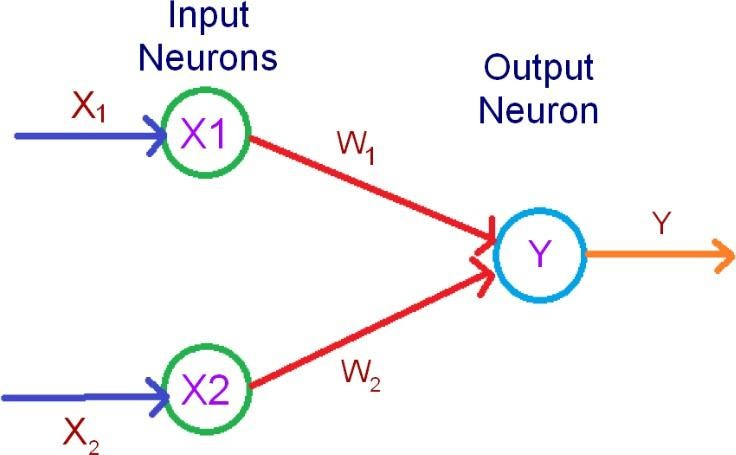 Input
Neurons
Output
Neuron
X₁
X1
W₁
Y
Y
X2
W₂
X₂